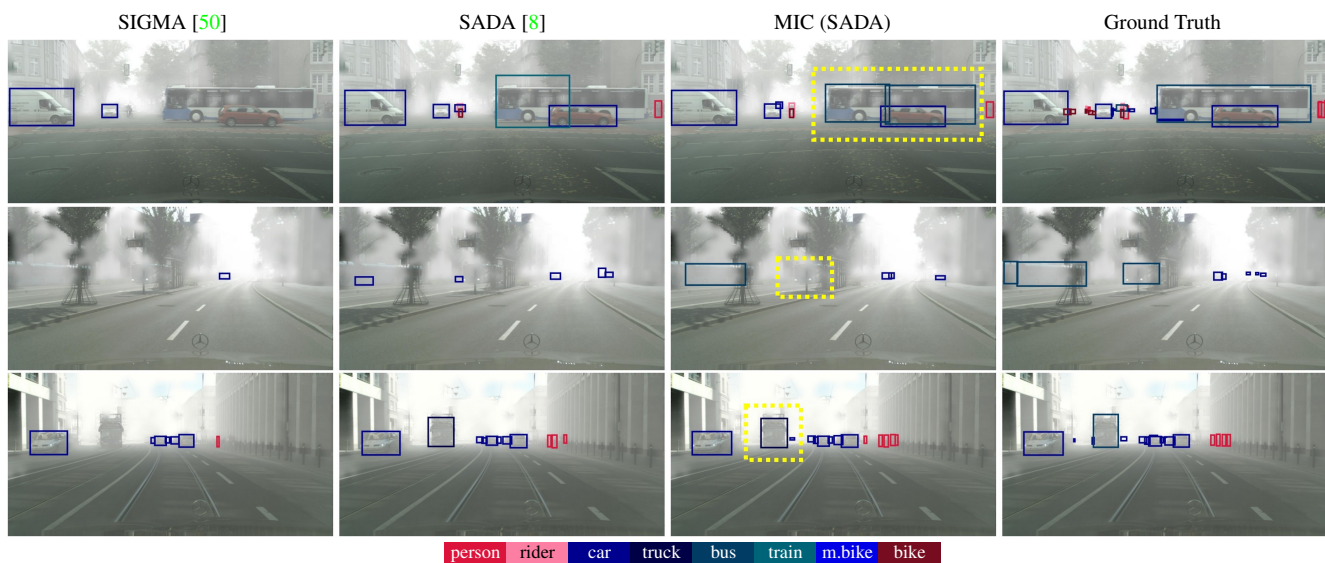 SIGMA [50] SADA [8] MIC (SADA) Ground Truth
person rider car truck bus train m.bike bike